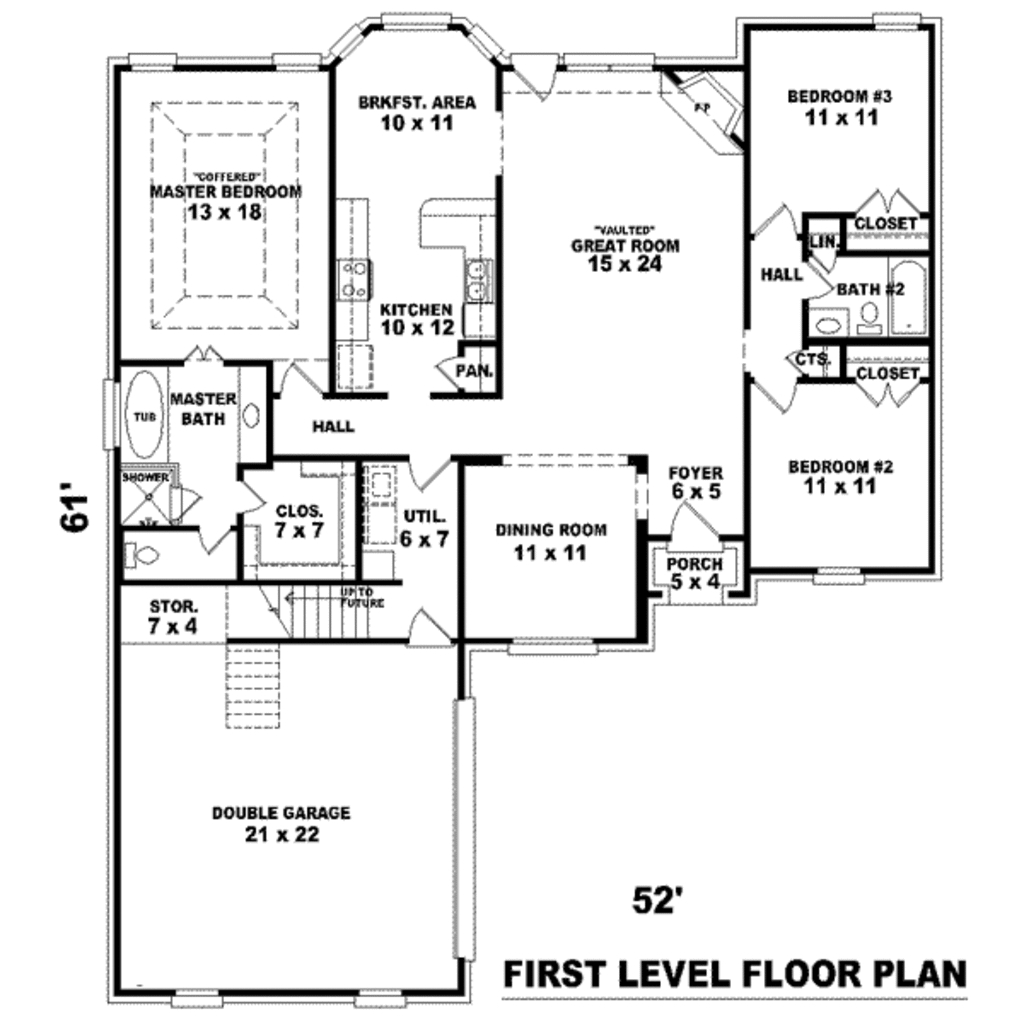 BRKFST. AREA
10 x 11
BEDROOM #3
11 x 11
F.P
"COFFERED"
MASTER BEDROOM
13 x 18
"VAULTED"
GREAT ROOM
15 x 24
CLOSET
LIN.
HALL
BATH #2
KITCHEN
10 x 12
PAN.
CTS.
CLOSET
MASTER
BATH
TUB
HALL
BEDROOM #2
11 x 11
SHOWER
FOYER
6 x 5
CLOS.
7 x 7
UTIL.
6 x 7
DINING ROOM
11 x 11
61'
PORCH
5 x 4
STOR.
7 x 4
UP TO
FUTURE
DOUBLE GARAGE
21 x 22
52'
FIRST LEVEL FLOOR PLAN